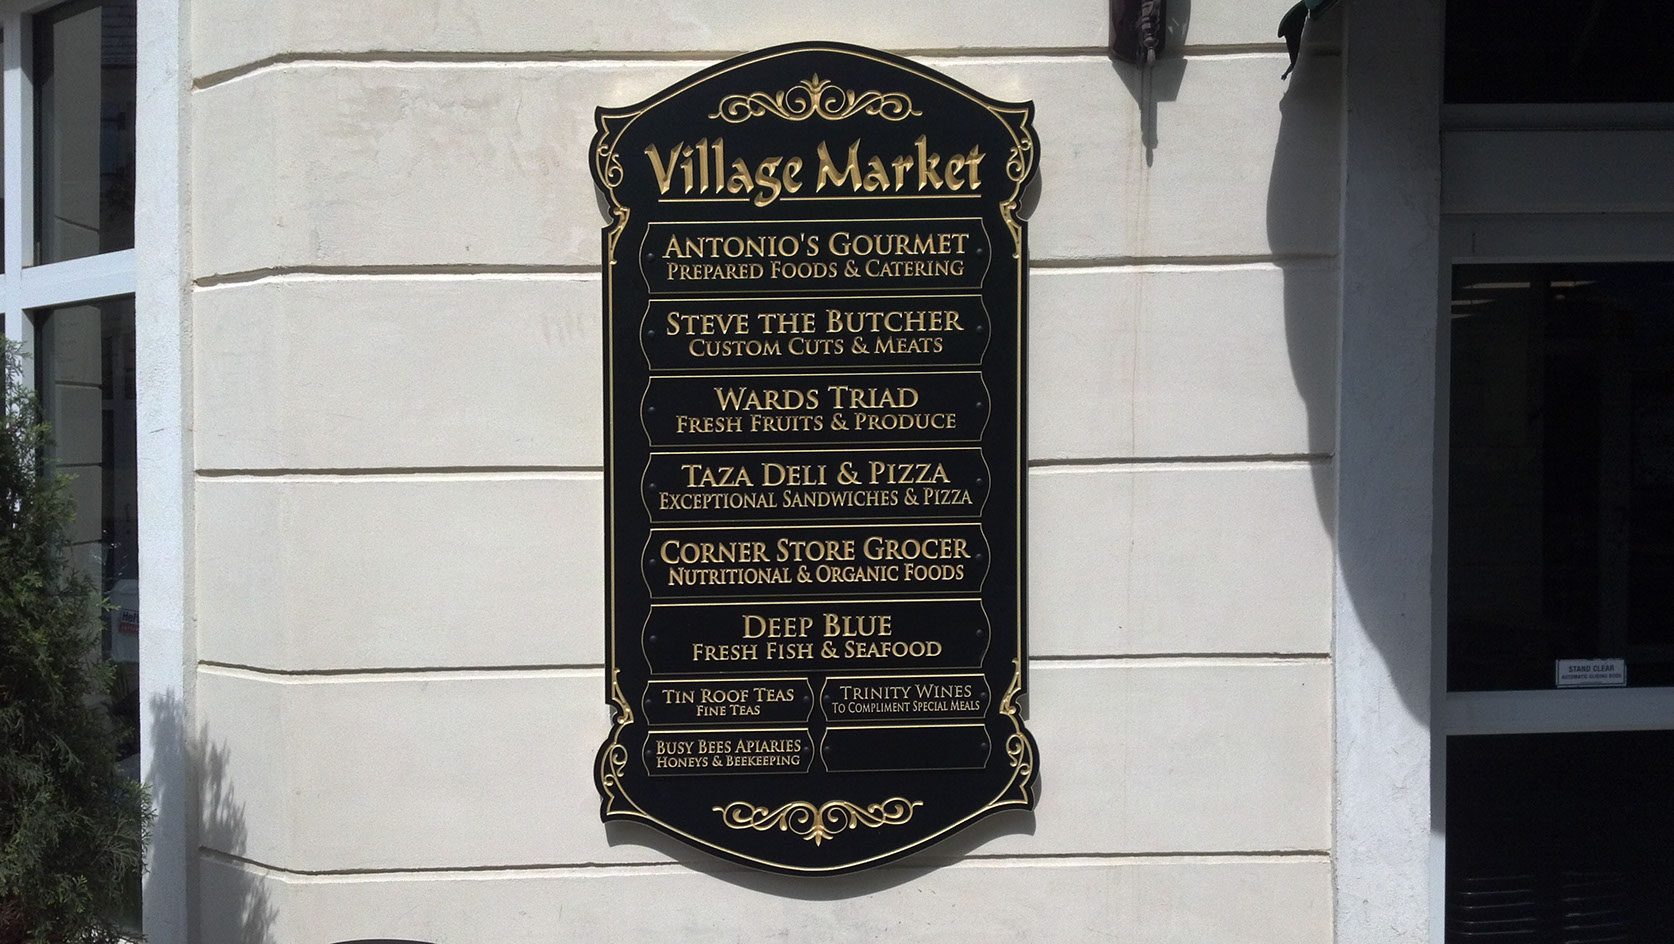 Village Market
ANTONIO'S GOURMET
PREPARED FOODS & CATERING
STEVE THE BUTCHER
CUSTOM CUTS & MEATS
WARDS TRIAD
FRESH FRUITS & PRODUCE
TAZA DELI & PIZZA
EXCEPTIONAL SANDWICHES & PIZZA
CORNER STORE GROCER
NUTRITIONAL & ORGANIC FOODS
DEEP BLUE
FRESH FISH & SEAFOOD
TIN ROOF TEAS
FINE TEAS
TRINITY WINES
TO COMPLIMENT SPECIAL MEALS
BUSY BEES APIARIES
HONEYS & BEEKEEPING
STAND CLEAR